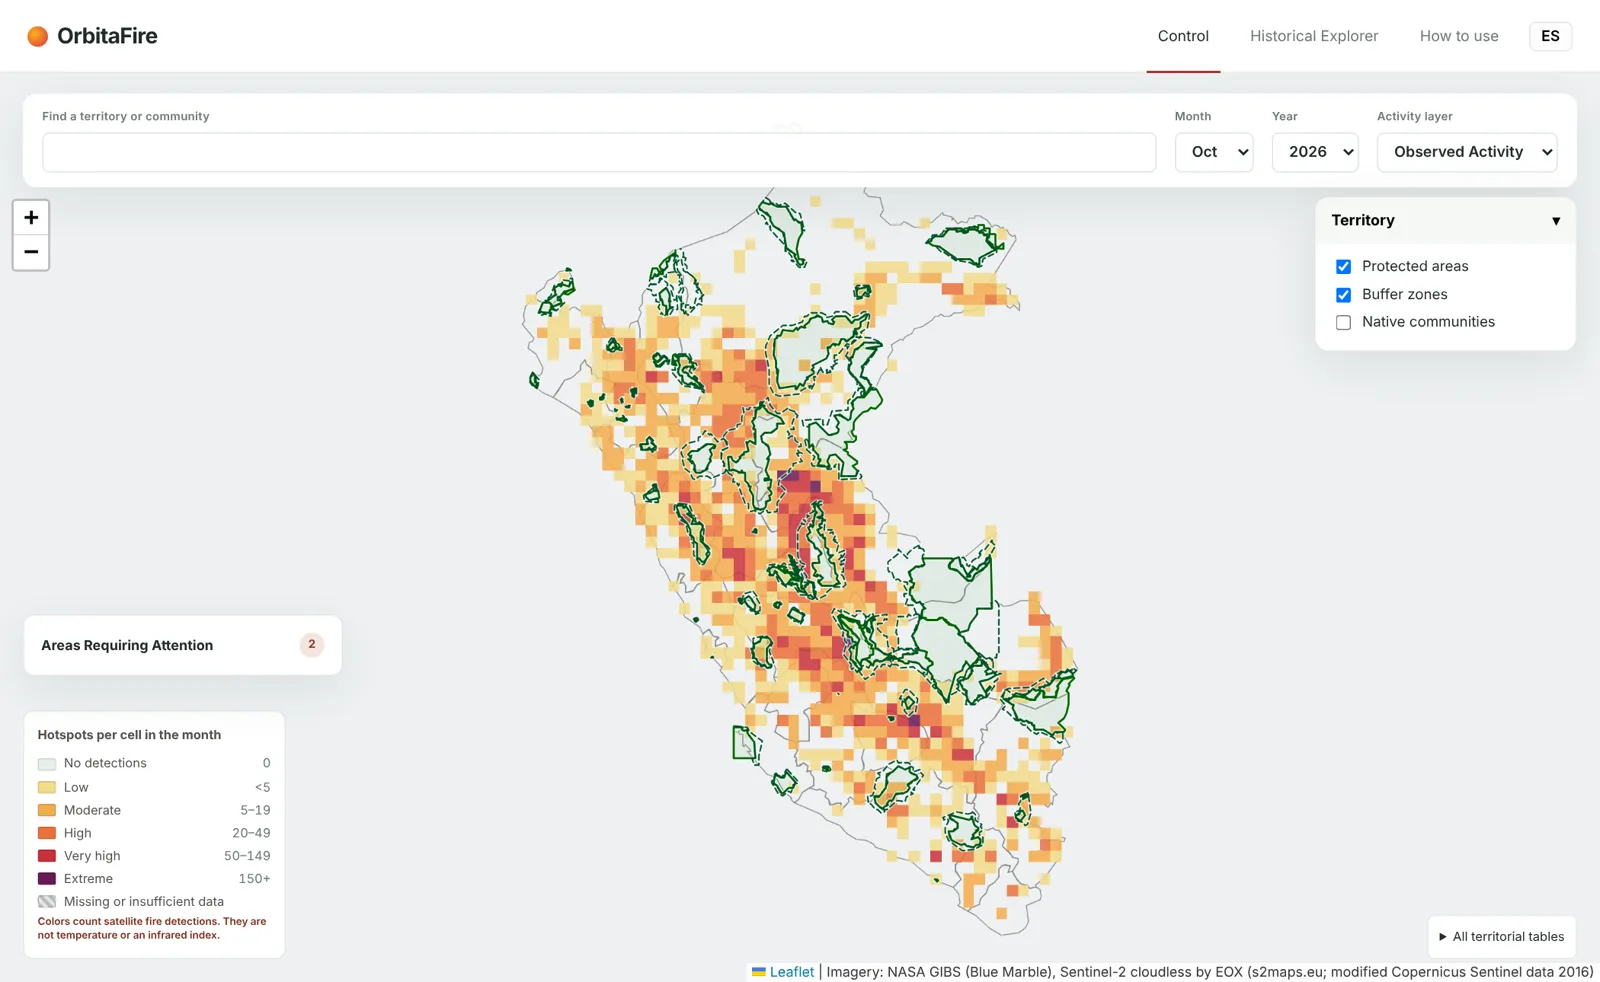 OrbitaFire
Control
Historical Explorer
How to use
ES
Find a territory or community
Month
Year
Activity layer
Oct
2026
Observed Activity
+
−
Territory
Protected areas
Buffer zones
Native communities
Areas Requiring Attention
2
Hotspots per cell in the month
No detections 0
Low <5
Moderate 5–19
High 20–49
Very high 50–149
Extreme 150+
Missing or insufficient data
Colors count satellite fire detections. They are
not temperature or an infrared index.
All territorial tables
Leaflet | Imagery: NASA GIBS (Blue Marble), Sentinel-2 cloudless by EOX (s2maps.eu; modified Copernicus Sentinel data 2016)